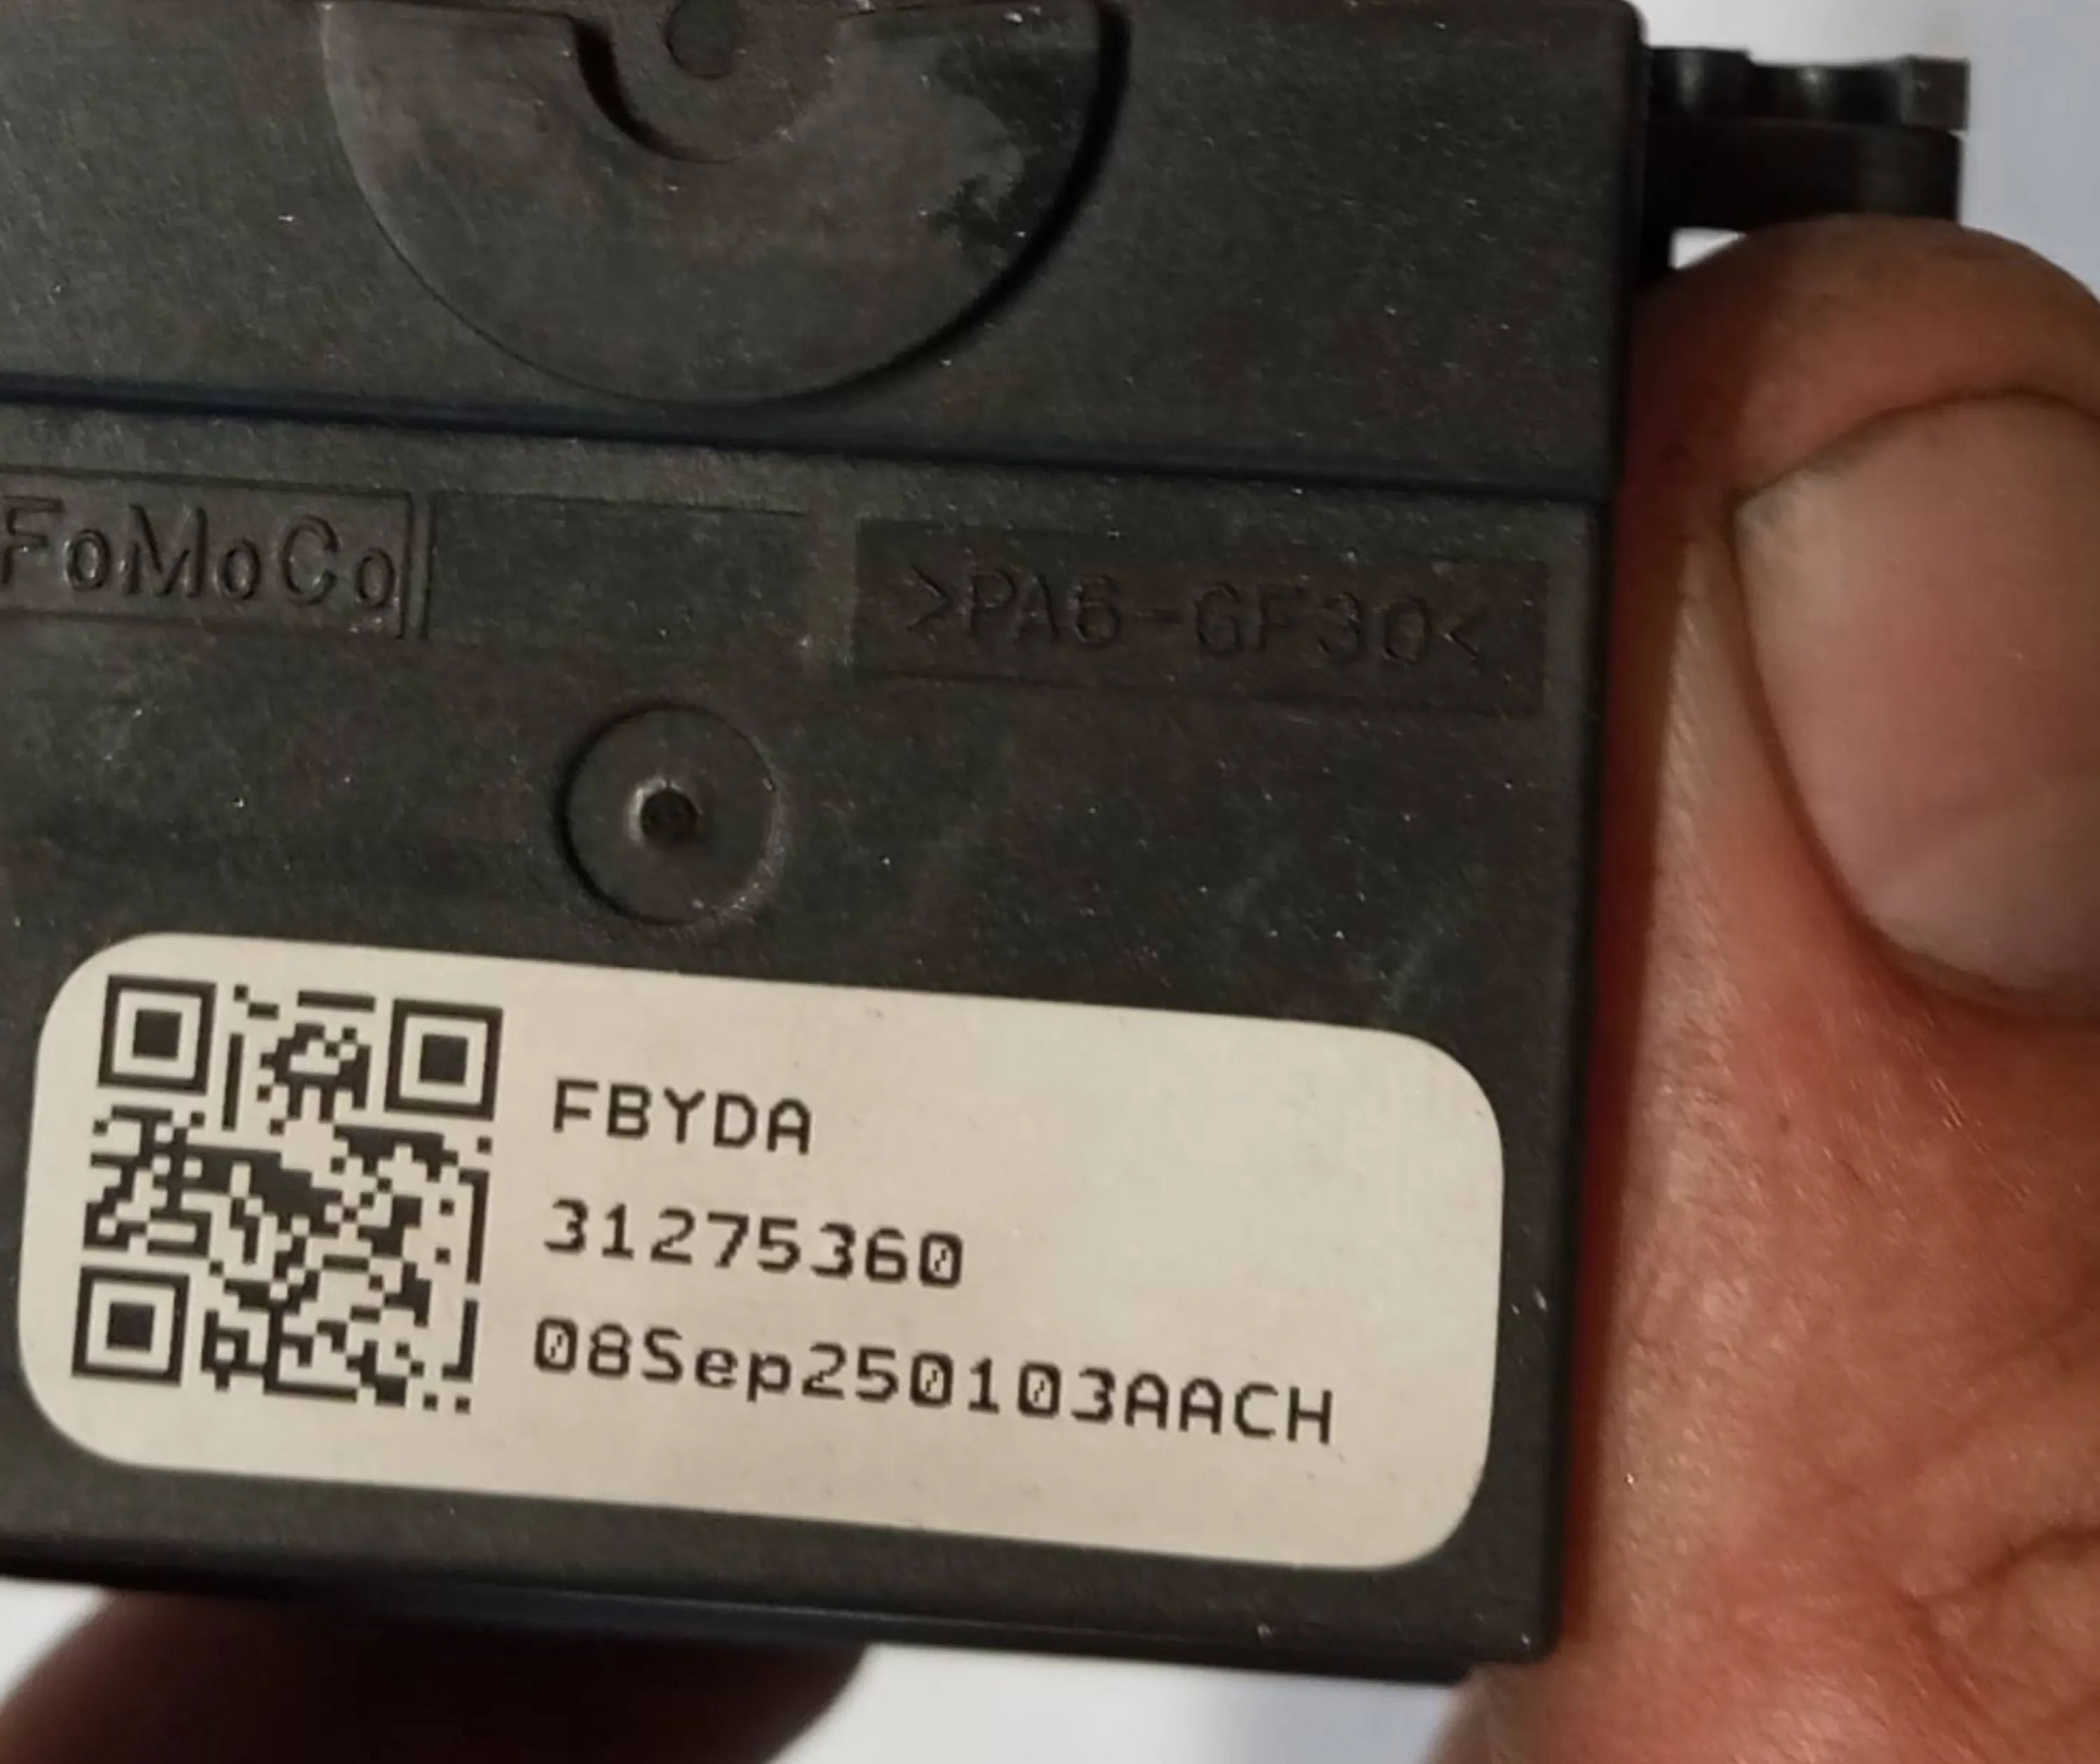 FoMoCo
>PA6-GF30<
FBYDA
31275360
08Sep250103AACH